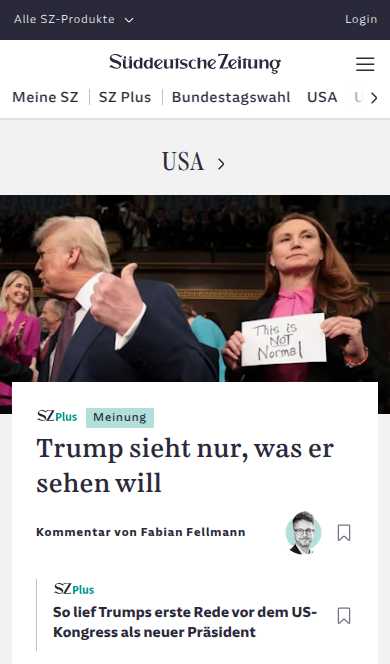 Alle SZ-Produkte
Login
Süddeutsche Zeitung
Meine SZ
SZ Plus
Bundestagswahl
USA
USA
This is
NOT
Normal
SZ Plus
Meinung
Trump sieht nur, was er
sehen will
Kommentar von Fabian Fellmann
SZ Plus
So lief Trumps erste Rede vor dem US-
Kongress als neuer Präsident